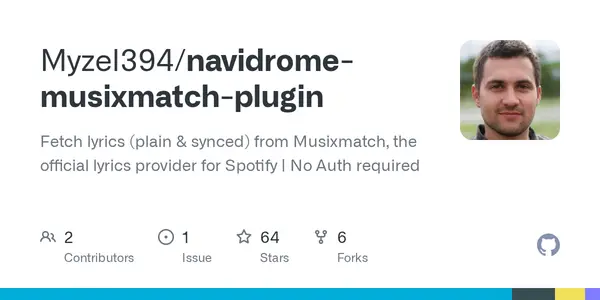 Myzel394/navidrome-
musixmatch-plugin
Fetch lyrics (plain & synced) from Musixmatch, the
official lyrics provider for Spotify | No Auth required
2 1 64 6
Contributors Issue Stars Forks